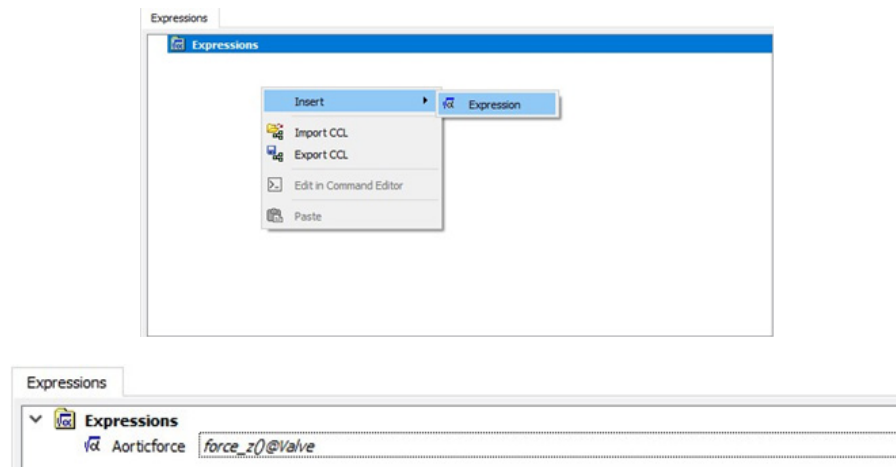 Expressions
Expressions
Insert
Expression
Import CCL
Export CCL
Edit in Command Editor
Paste
Expressions
Expressions
Aorticforce force_z()@Valve